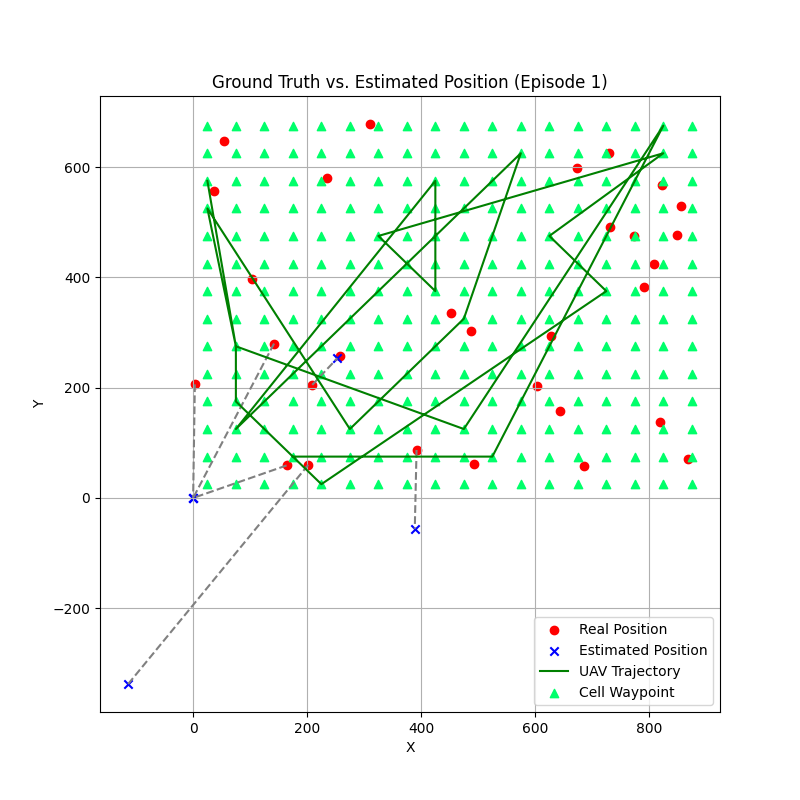 Ground Truth vs. Estimated Position (Episode 1)
600
400
200
0
−200
Y
0 200 400 600 800
X
Real Position
Estimated Position
UAV Trajectory
Cell Waypoint